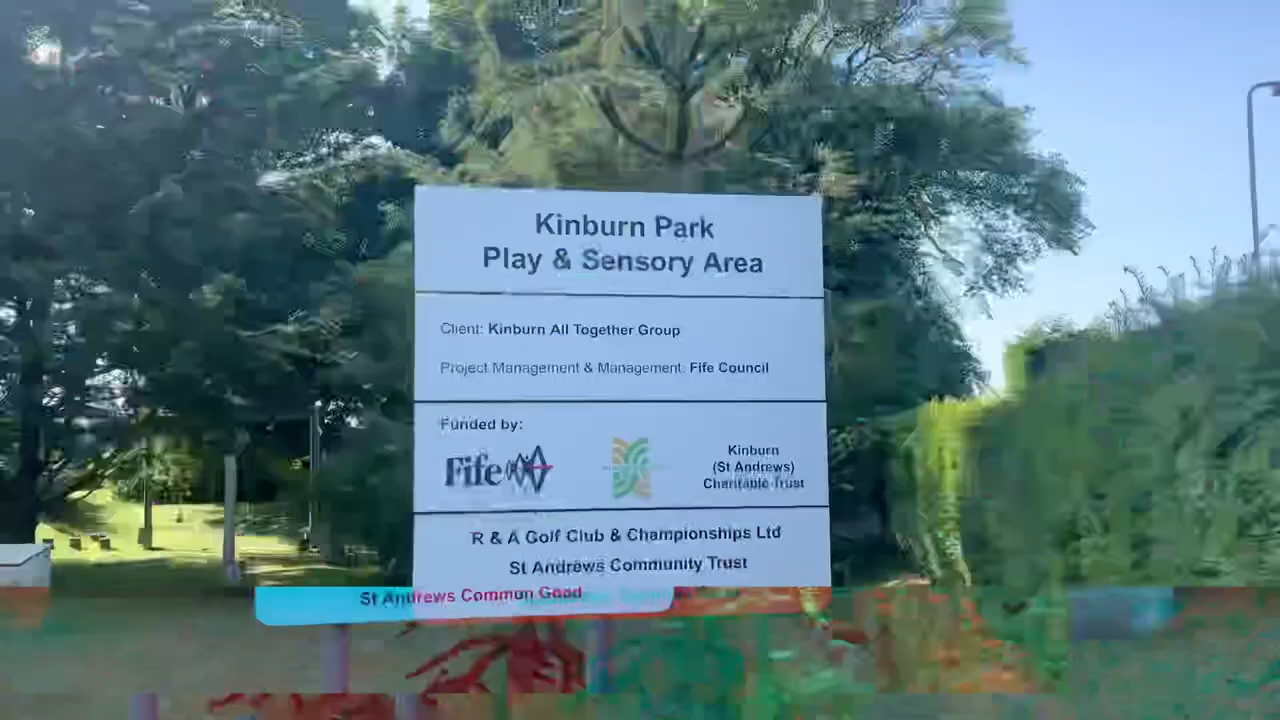 Kinburn Park
Play & Sensory Area
Client: Kinburn All Together Group
Project Management & Management: Fife Council
Funded by:
Fife
Kinburn
(St Andrews)
Charitable Trust
R & A Golf Club & Championships Ltd
St Andrews Community Trust
St Andrews Common Good